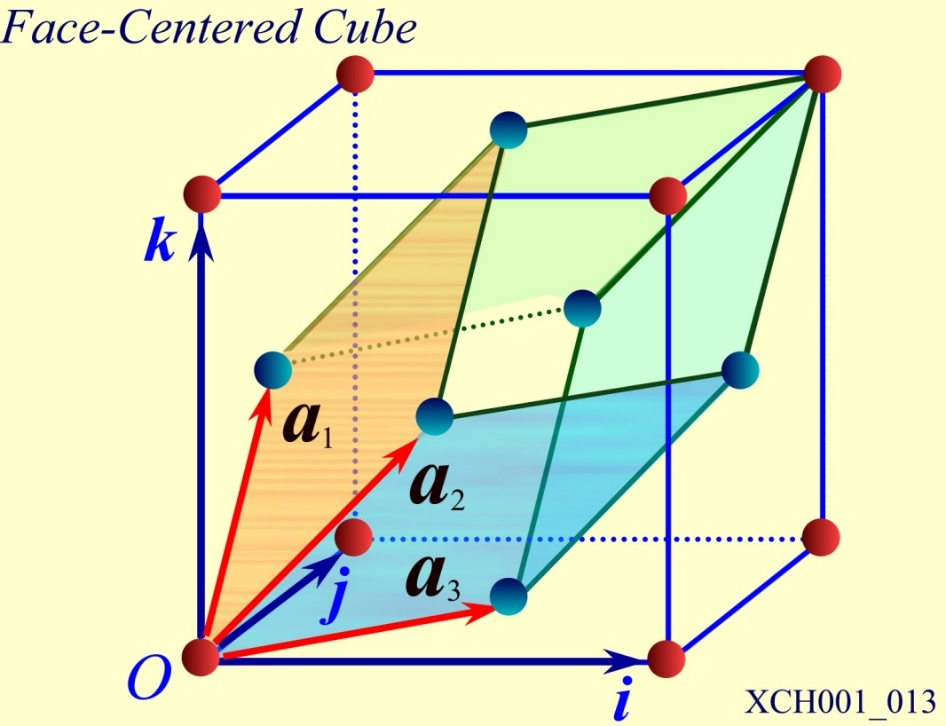 Face-Centered Cube
k
a1
a2
j
a3
O
i
XCH001_013